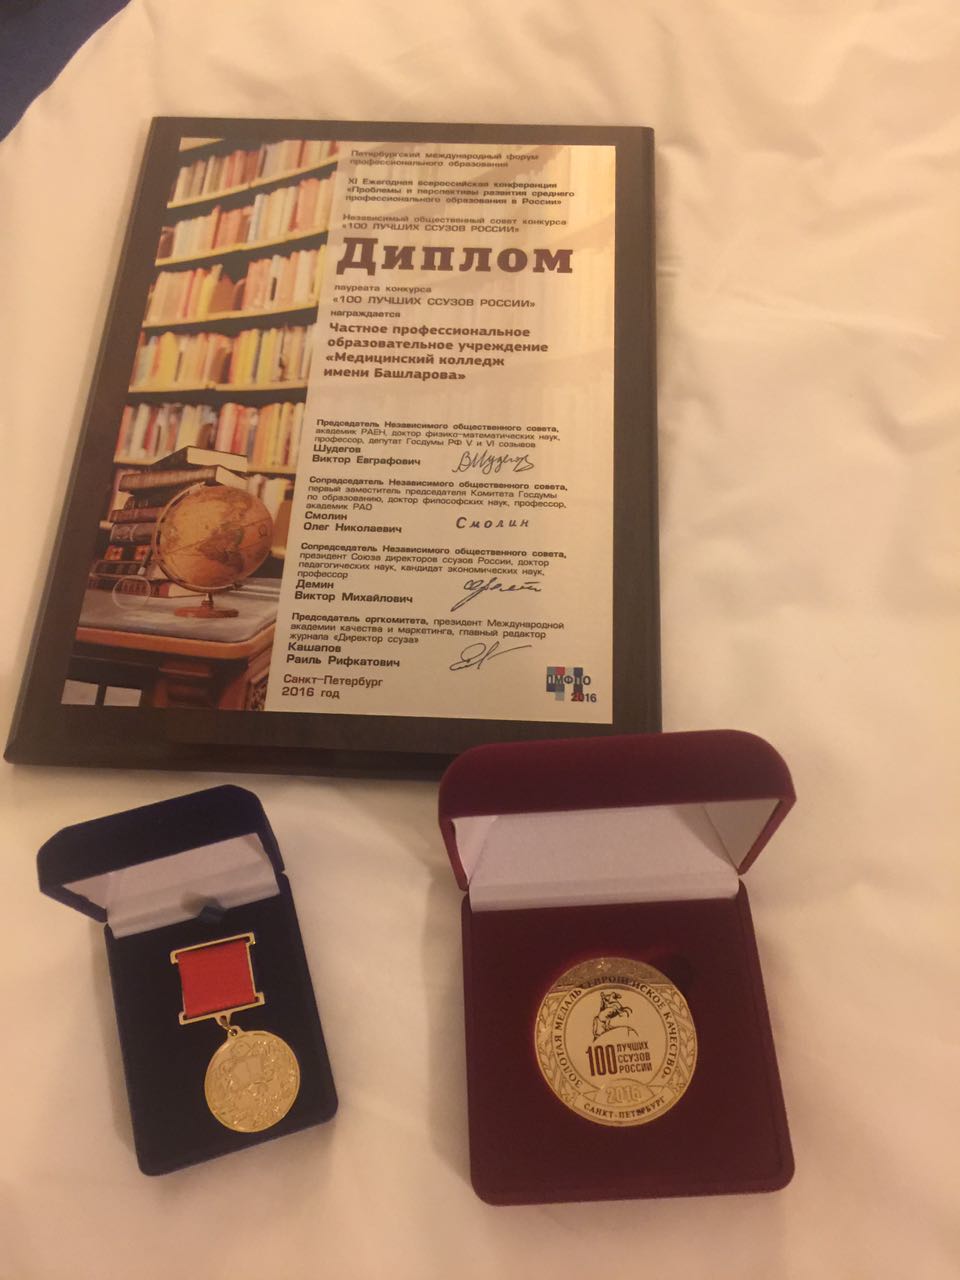 Петербургский международный форум
профессионального образования
XI Ежегодная всероссийская конференция
«Проблемы и перспективы развития среднего
профессионального образования в России»
Независимый общественный совет конкурса
«100 ЛУЧШИХ ССУЗОВ РОССИИ»
Диплом
лауреата конкурса
«100 ЛУЧШИХ ССУЗОВ РОССИИ»
награждается
Частное профессиональное
образовательное учреждение
«Медицинский колледж
имени Башларова»
Председатель Независимого общественного совета,
академик РАЕН, доктор физико-математических наук,
профессор, депутат Госдумы РФ V и VI созывов
Шудегов
Виктор Евграфович
Сопредседатель Независимого общественного совета,
первый заместитель председателя Комитета Госдумы
по образованию, доктор философских наук, профессор,
академик РАО
Смолин
Олег Николаевич
Смолин
Сопредседатель Независимого общественного совета,
президент Союза директоров ссузов России, доктор
педагогических наук, кандидат экономических наук,
профессор
Демин
Виктор Михайлович
Председатель оргкомитета, президент Международной
академии качества и маркетинга, главный редактор
журнала «Директор ссуза»
Кашапов
Раиль Рифкатович
Санкт-Петербург
2016 год
ПМФПО
2016
ЗОЛОТАЯ МЕДАЛЬ «ЕВРОПЕЙСКОЕ КАЧЕСТВО»
100 ЛУЧШИХ
ССУЗОВ
РОССИИ
2016
САНКТ-ПЕТЕРБУРГ